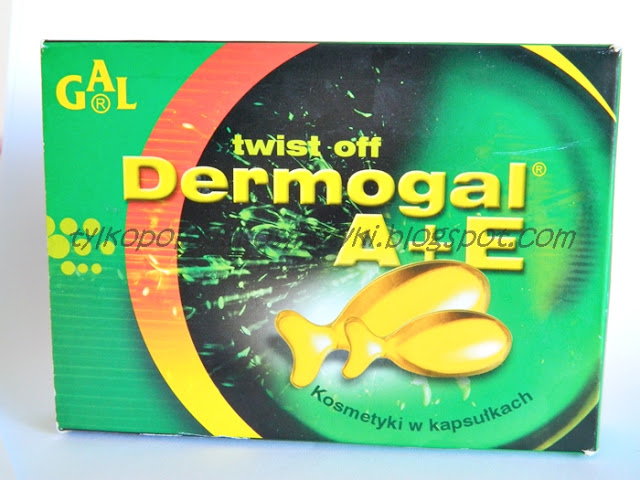 GAL
®
twist off
Dermogal®
A+E
Kosmetyki w kapsułkach